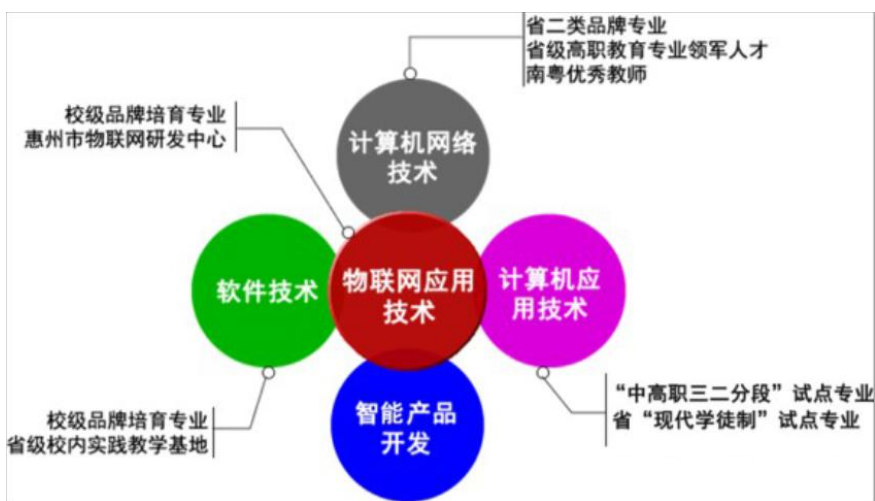 省二类品牌专业
省级高职教育专业领军人才
南粤优秀教师
校级品牌培育专业
惠州市物联网研发中心
计算机网络
技术
软件技术
物联网应用
技术
计算机应
用技术
智能产品
开发
校级品牌培育专业
省级校内实践教学基地
“中高职三二分段”试点专业
省“现代学徒制”试点专业